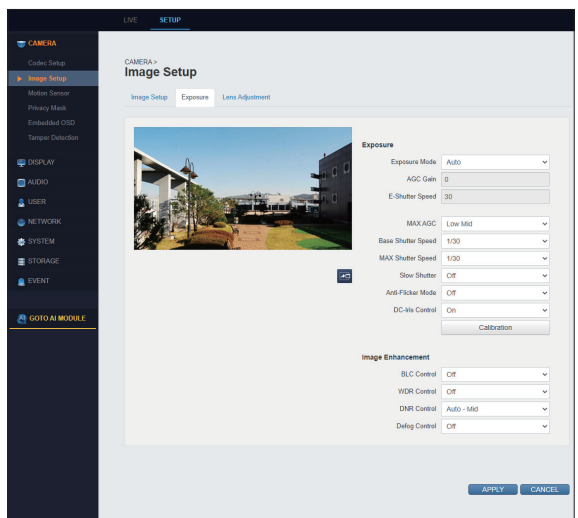 LIVE SETUP
CAMERA
Codec Setup
Image Setup
Motion Sensor
Privacy Mask
Embedded OSD
Tamper Detection
DISPLAY
AUDIO
USER
NETWORK
SYSTEM
STORAGE
EVENT
GOTO AI MODULE
CAMERA >
Image Setup
Image Setup Exposure Lens Adjustment
Exposure
Exposure Mode Auto
AGC Gain 0
E-Shutter Speed 30
MAX AGC Low Mid
Base Shutter Speed 1/30
MAX Shutter Speed 1/30
Slow Shutter Off
Anti-Flicker Mode Off
DC-Iris Control On
Calibration
Image Enhancement
BLC Control Off
WDR Control Off
DNR Control Auto - Mid
Defog Control Off
APPLY CANCEL